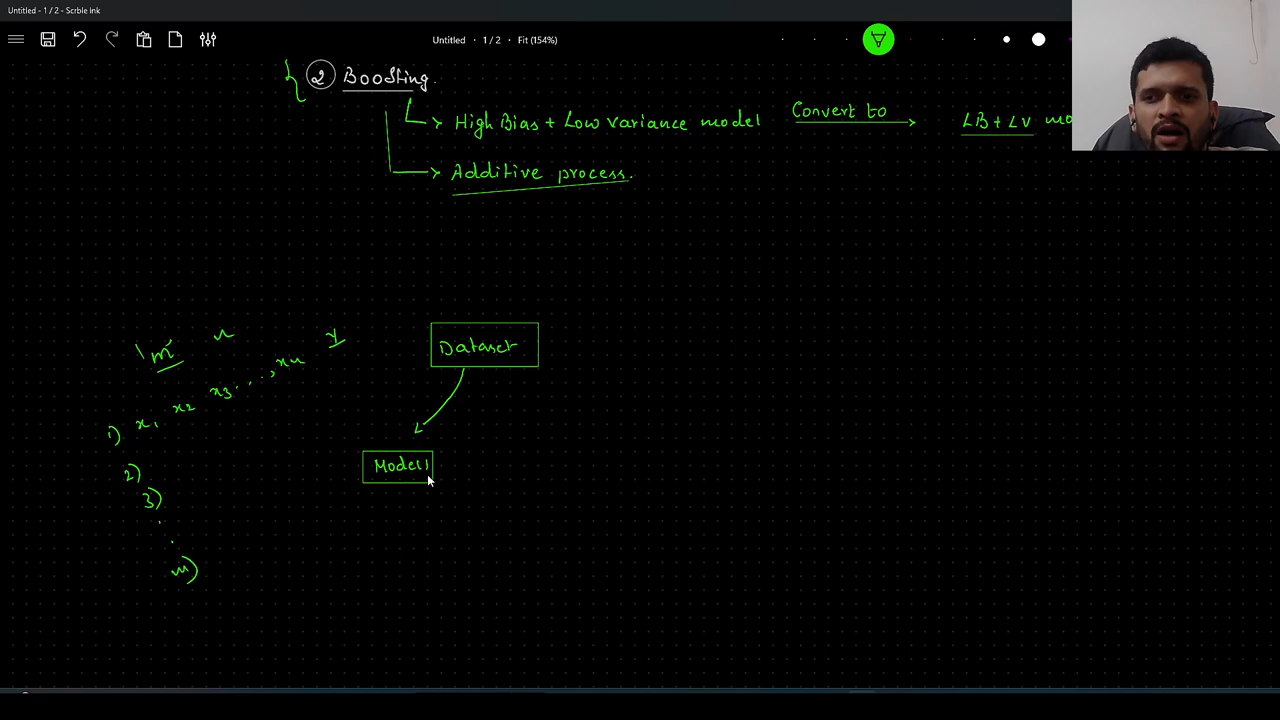 Untitled - 1 / 2 - Scrble Ink
Untitled • 1 / 2 • Fit (154%)
2 Boosting.
High Bias + Low variance model Convert to LB + LV mo
Additive process.
m n y
Dataset
1) x1 x2 x3 . . . , xn
Model1
2)
3)
.
.
m)